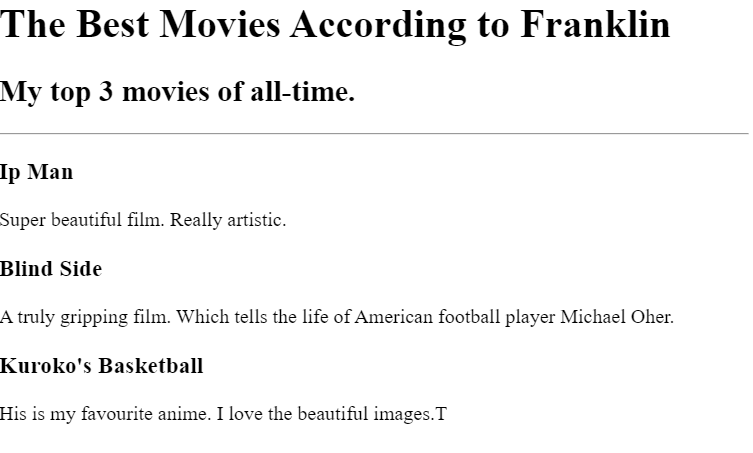 The Best Movies According to Franklin
My top 3 movies of all-time.
Ip Man
Super beautiful film. Really artistic.
Blind Side
A truly gripping film. Which tells the life of American football player Michael Oher.
Kuroko's Basketball
His is my favourite anime. I love the beautiful images.T